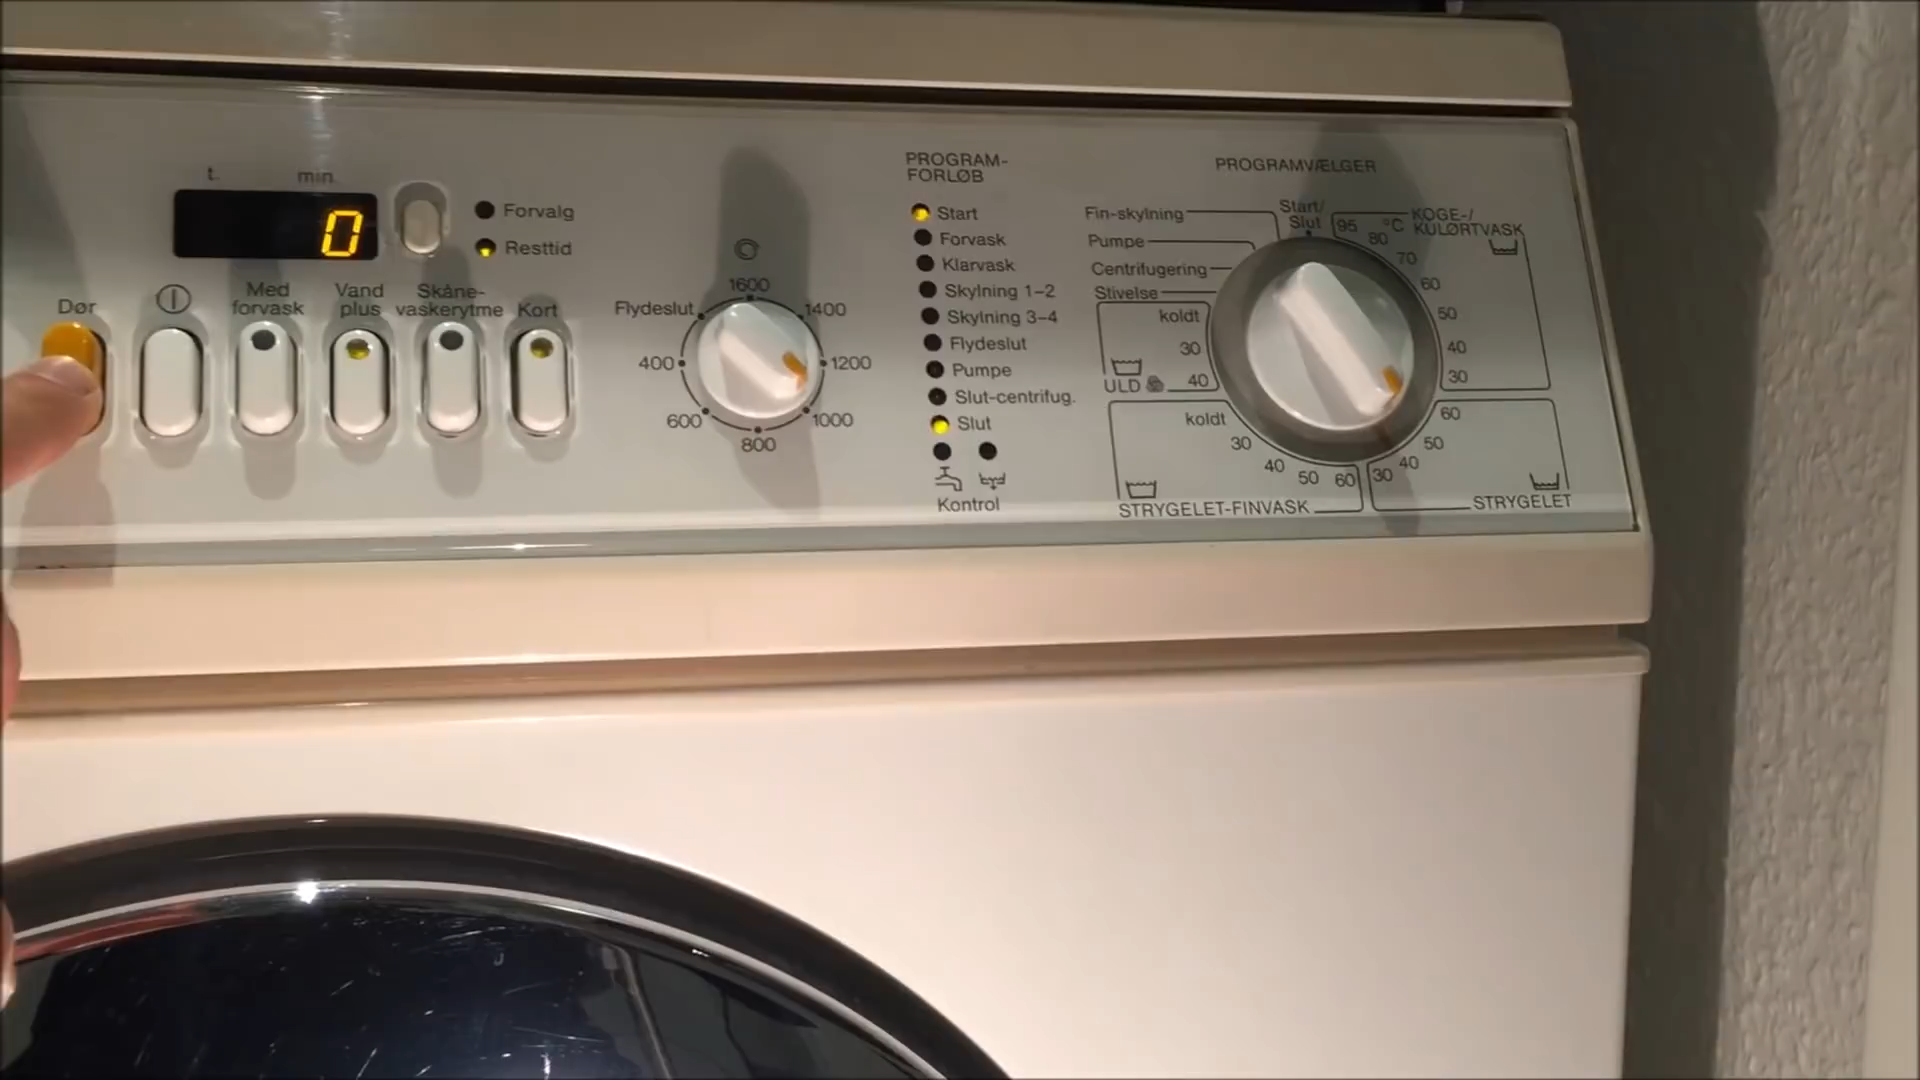 t. min.
0
Forvalg
Resttid
Dør
Med
forvask
Vand
plus
Skåne-
vaskerytme
Kort
Flydeslut
1600
1400
1200
1000
800
600
400
PROGRAM-
FORLØB
Start
Forvask
Klarvask
Skylning 1–2
Skylning 3–4
Flydeslut
Pumpe
Slut-centrifug.
Slut
Kontrol
PROGRAMVÆLGER
Start/
Slut
Fin-skylning
Pumpe
Centrifugering
Stivelse
koldt
30
40
ULD
koldt
30
40
50
60
STRYGELET-FINVASK
95 °C
80
70
60
50
40
30
KOGE-/
KULØRTVASK
60
50
40
30
STRYGELET